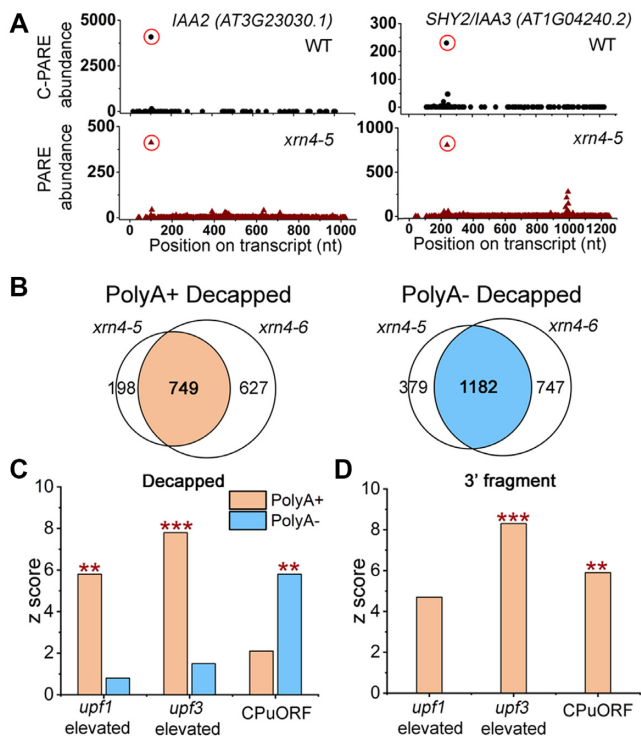 A
IAA2 (AT3G23030.1)
WT
C-PARE
abundance
5000
2500
0
SHY2/IAA3 (AT1G04240.2)
WT
300
200
100
0
xrn4-5
PARE
abundance
500
250
0
0 200 400 600 800 1000
Position on transcript (nt)
xrn4-5
1000
500
0
0 200 400 600 800 1000 1200
Position on transcript (nt)
B
PolyA+ Decapped
xrn4-5
xrn4-6
198
749
627
PolyA- Decapped
xrn4-5
xrn4-6
379
1182
747
C
Decapped
PolyA+
PolyA-
z score
10
8
6
4
2
0
**
***
**
upf1
elevated
upf3
elevated
CPuORF
D
3' fragment
z score
10
8
6
4
2
0
***
**
upf1
elevated
upf3
elevated
CPuORF